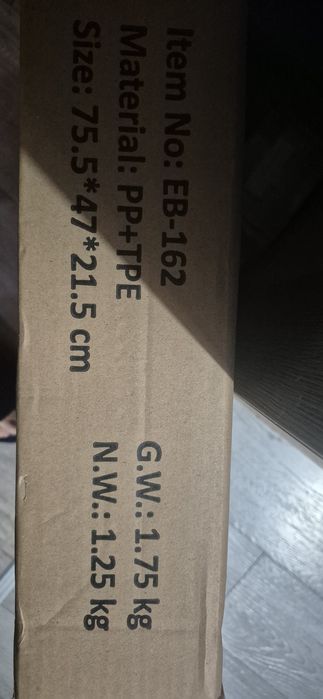 Item No: EB-162
Material: PP+TPE
Size: 75.5*47*21.5 cm
G.W.: 1.75 kg
N.W.: 1.25 kg